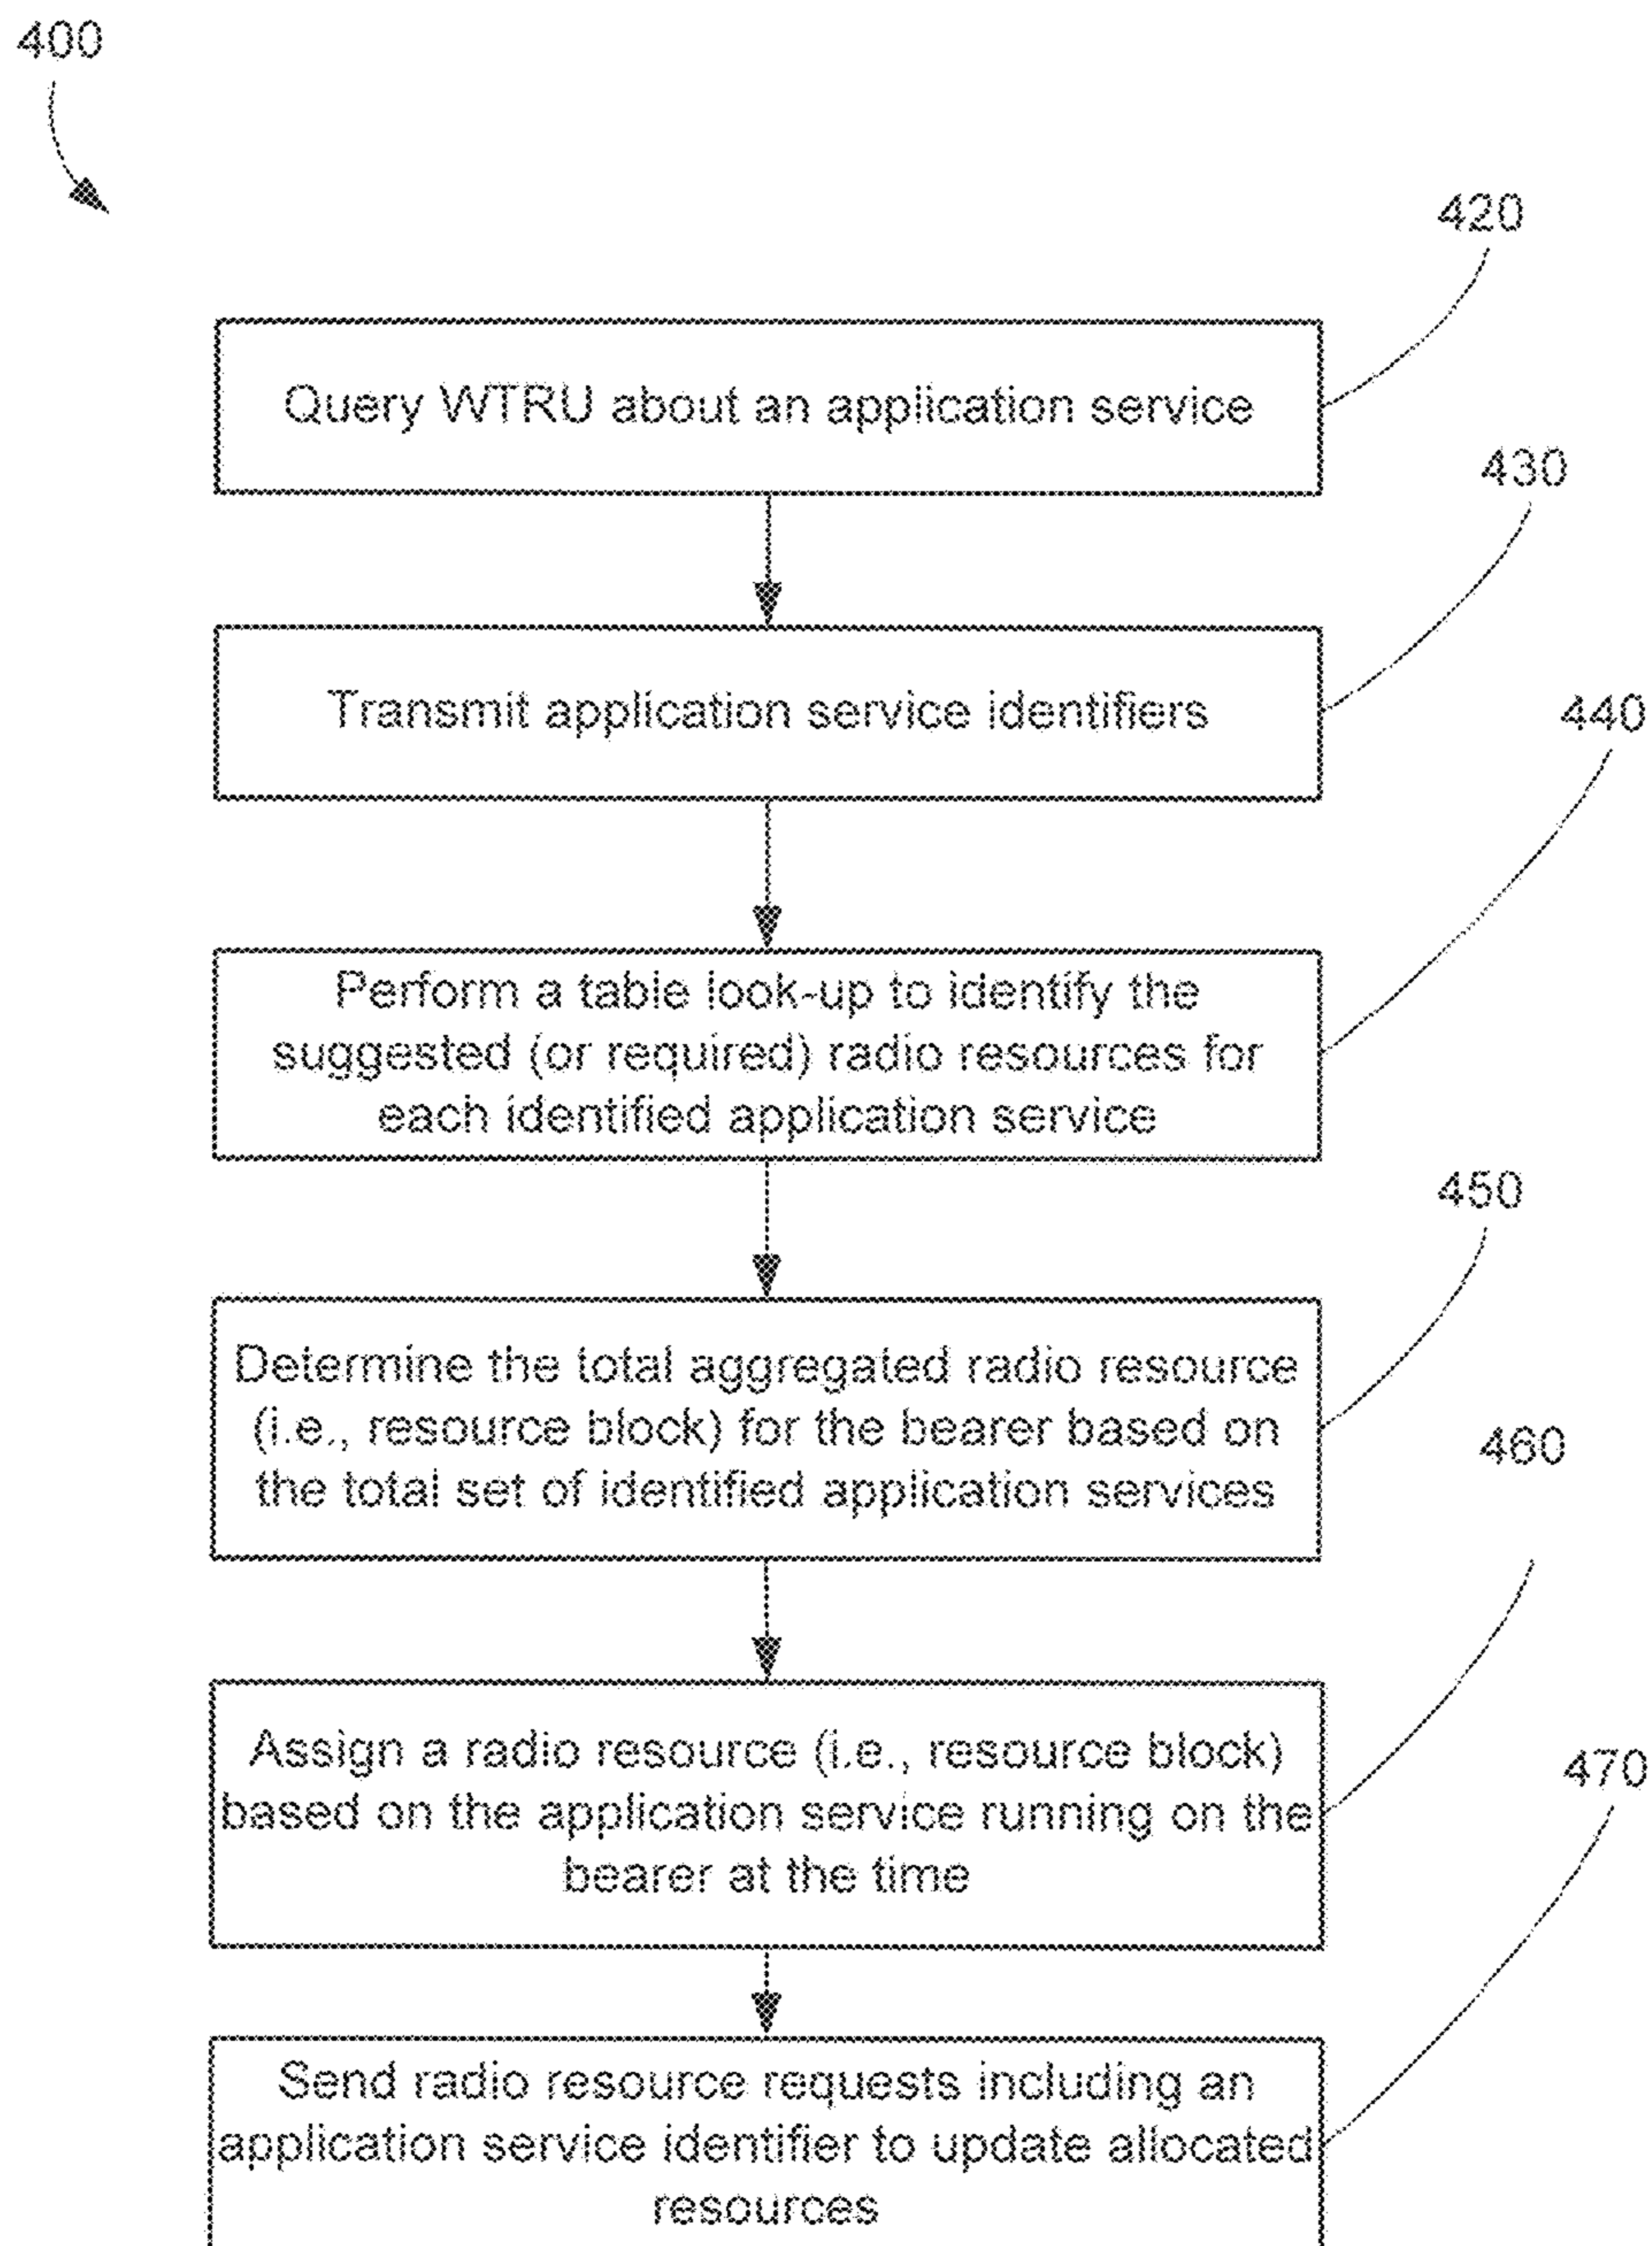 400
420
Query WTRU about an application service
430
Transmit application service identifiers
440
Perform a table look-up to identify the
suggested (or required) radio resources for
each identified application service
450
Determine the total aggregated radio resource
(i.e., resource block) for the bearer based on
the total set of identified application services
460
Assign a radio resource (i.e., resource block)
based on the application service running on the
bearer at the time
470
Send radio resource requests including an
application service identifier to update allocated
resources